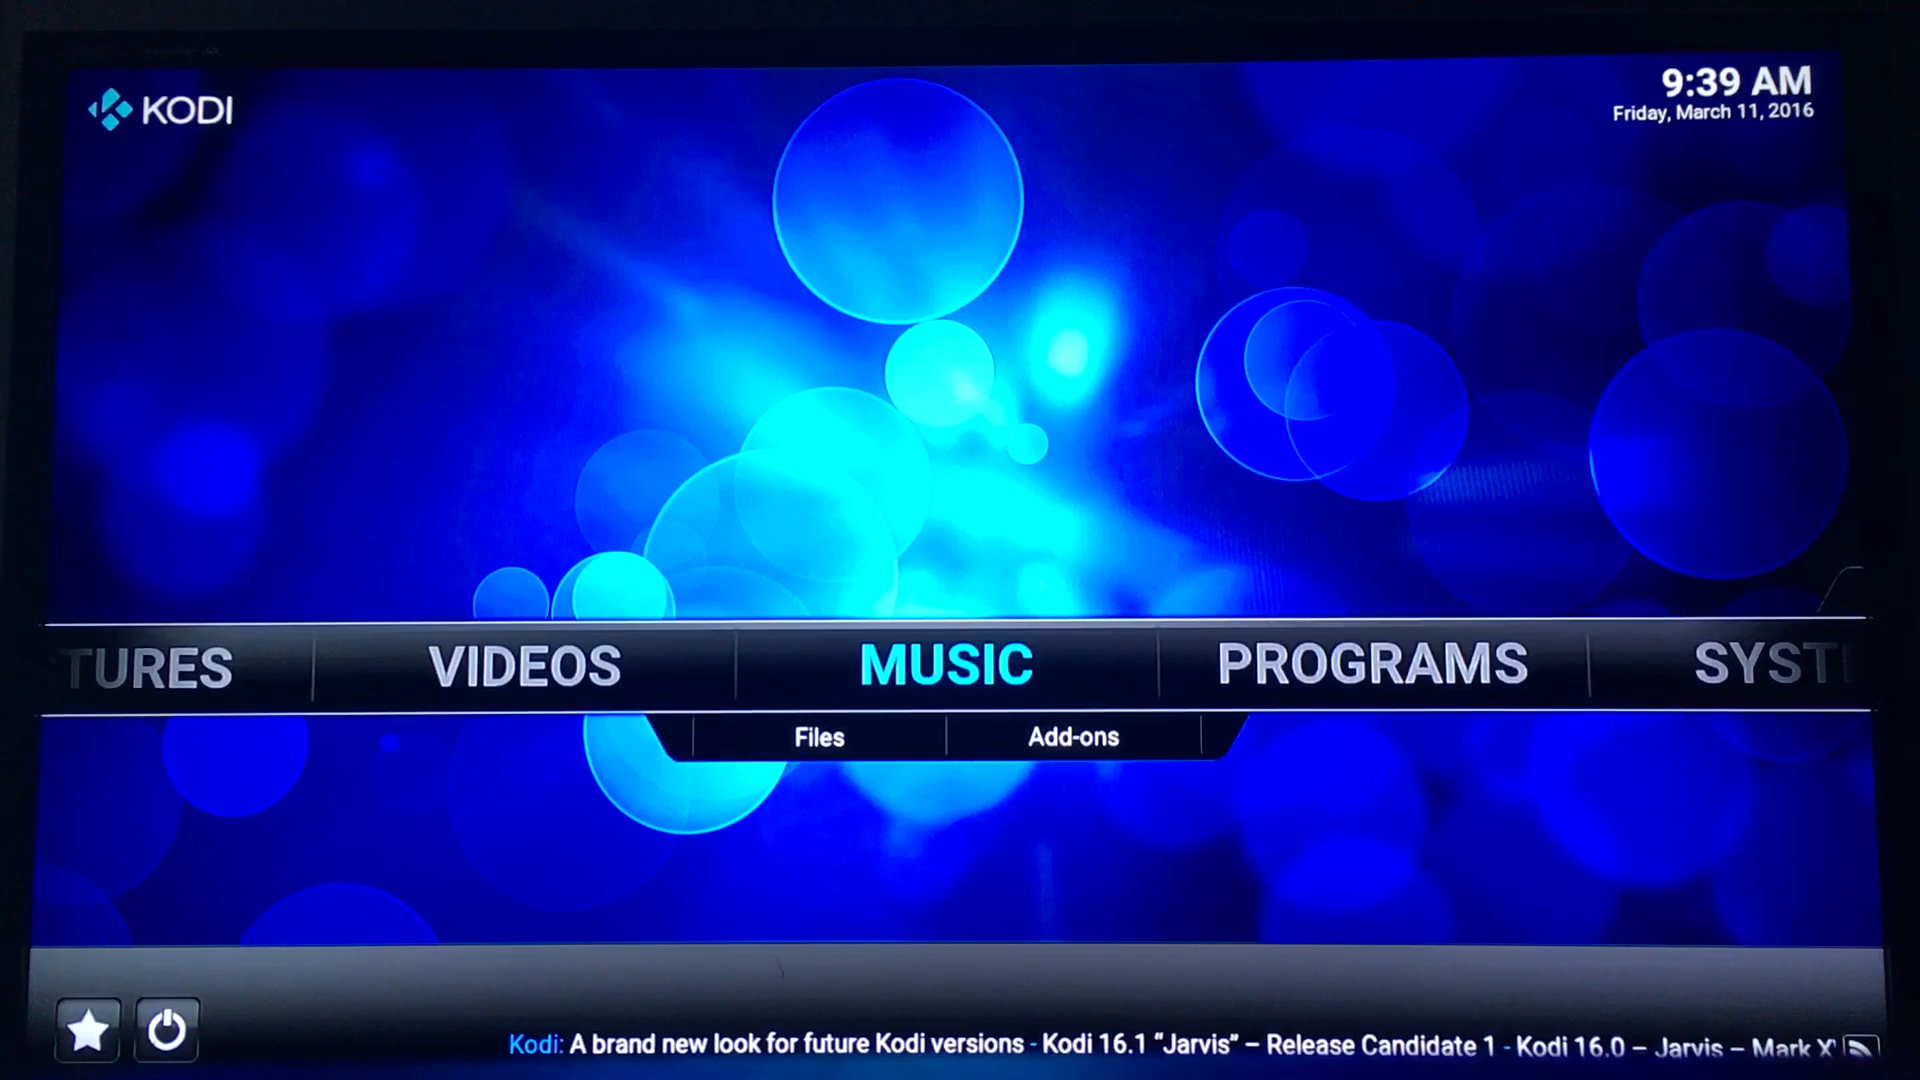 KODI
9:39 AM
Friday, March 11, 2016
TURES VIDEOS MUSIC PROGRAMS SYST
Files Add-ons
Kodi: A brand new look for future Kodi versions - Kodi 16.1 "Jarvis" – Release Candidate 1 - Kodi 16.0 – Jarvis – Mark X